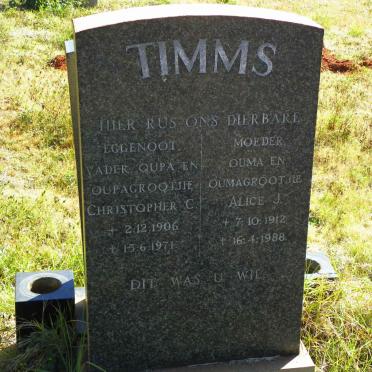 TIMMS
HIER RUS ONS DIERBARE
EGGENOOT,
VADER, OUPA EN
OUPAGROOTJIE
CHRISTOPHER C.
+ 2.12.1906
+ 15.6.1971
MOEDER,
OUMA EN
OUMAGROOTJIE
ALICE J.
+ 7.10.1912
+ 16.4.1988
DIT WAS U WIL.